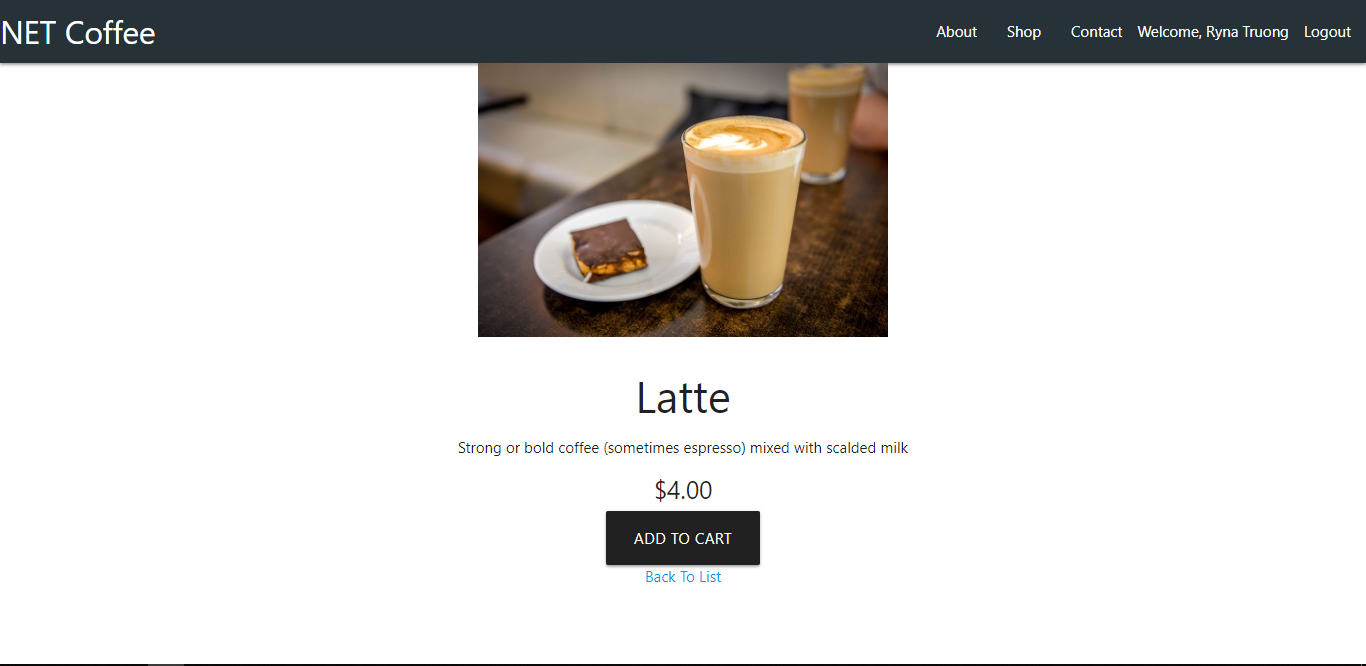 NET Coffee
About Shop Contact Welcome, Ryna Truong Logout
Latte
Strong or bold coffee (sometimes espresso) mixed with scalded milk
$4.00
ADD TO CART
Back To List